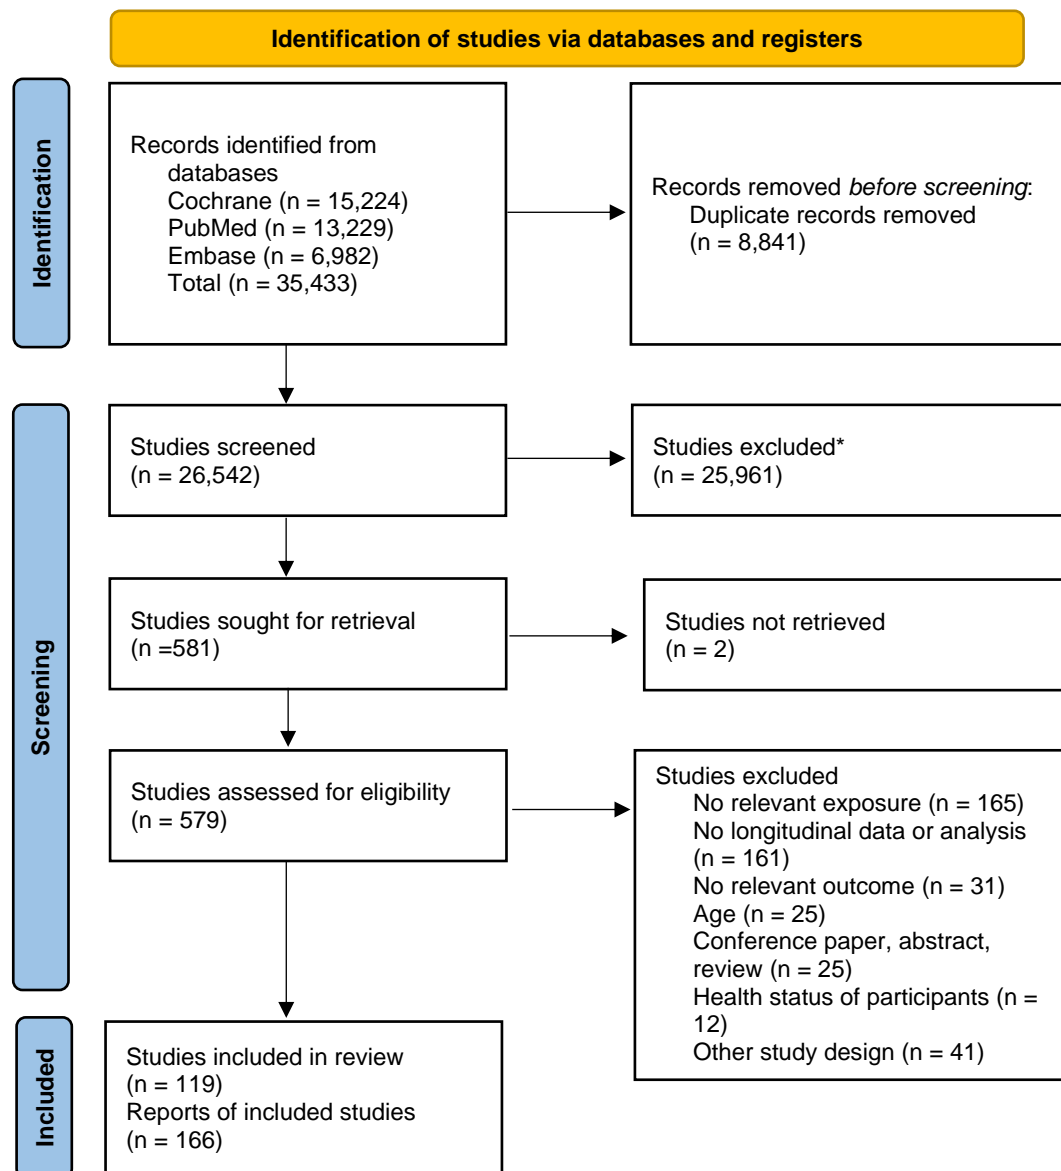 Identification of studies via databases and registers
Identification
Records identified from
databases
Cochrane (n = 15,224)
PubMed (n = 13,229)
Embase (n = 6,982)
Total (n = 35,433)
Records removed before screening:
Duplicate records removed
(n = 8,841)
Screening
Studies screened
(n = 26,542)
Studies excluded*
(n = 25,961)
Studies sought for retrieval
(n =581)
Studies not retrieved
(n = 2)
Studies assessed for eligibility
(n = 579)
Studies excluded
No relevant exposure (n = 165)
No longitudinal data or analysis
(n = 161)
No relevant outcome (n = 31)
Age (n = 25)
Conference paper, abstract,
review (n = 25)
Health status of participants (n =
12)
Other study design (n = 41)
Included
Studies included in review
(n = 119)
Reports of included studies
(n = 166)